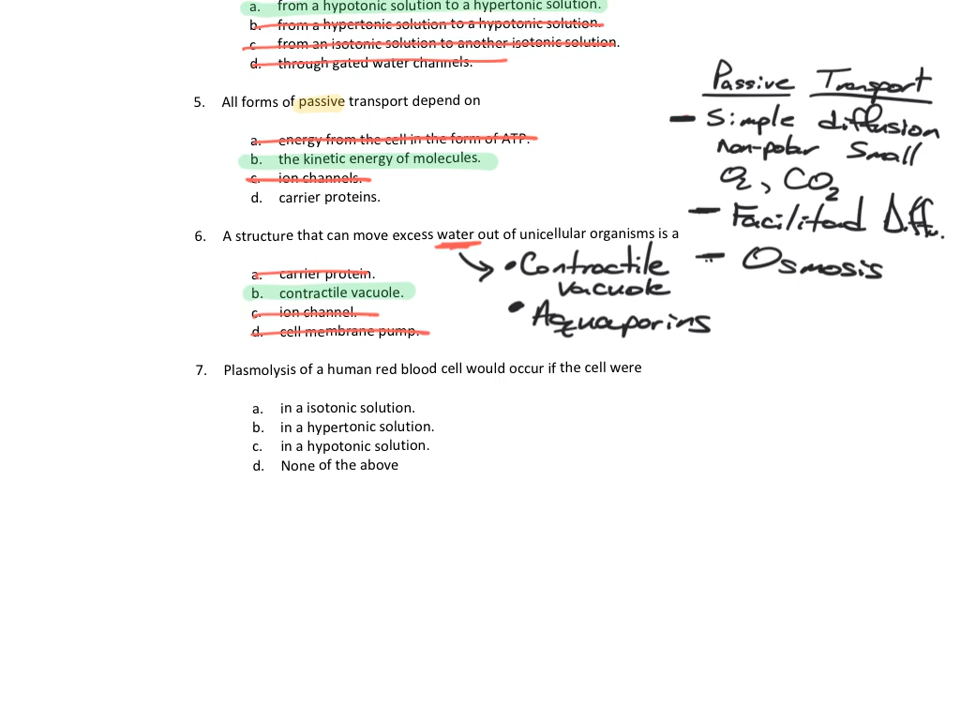 a. from a hypotonic solution to a hypertonic solution.
b. from a hypertonic solution to a hypotonic solution.
c from an isotonic solution to another isotonic solution.
d. through gated water channels.
5. All forms of passive transport depend on
a. energy from the cell in the form of ATP.
b. the kinetic energy of molecules.
c. ion channels.
d. carrier proteins.
6. A structure that can move excess water out of unicellular organisms is a
a. carrier protein.
b. contractile vacuole.
c. ion channel.
d. cell membrane pump.
7. Plasmolysis of a human red blood cell would occur if the cell were
a. in a isotonic solution.
b. in a hypertonic solution.
c. in a hypotonic solution.
d. None of the above
Passive Transport
- Simple diffusion
non-polar small
O2, CO2
- Facilitated Diff.
- Osmosis
• Contractile
vacuole
• Aquaporins